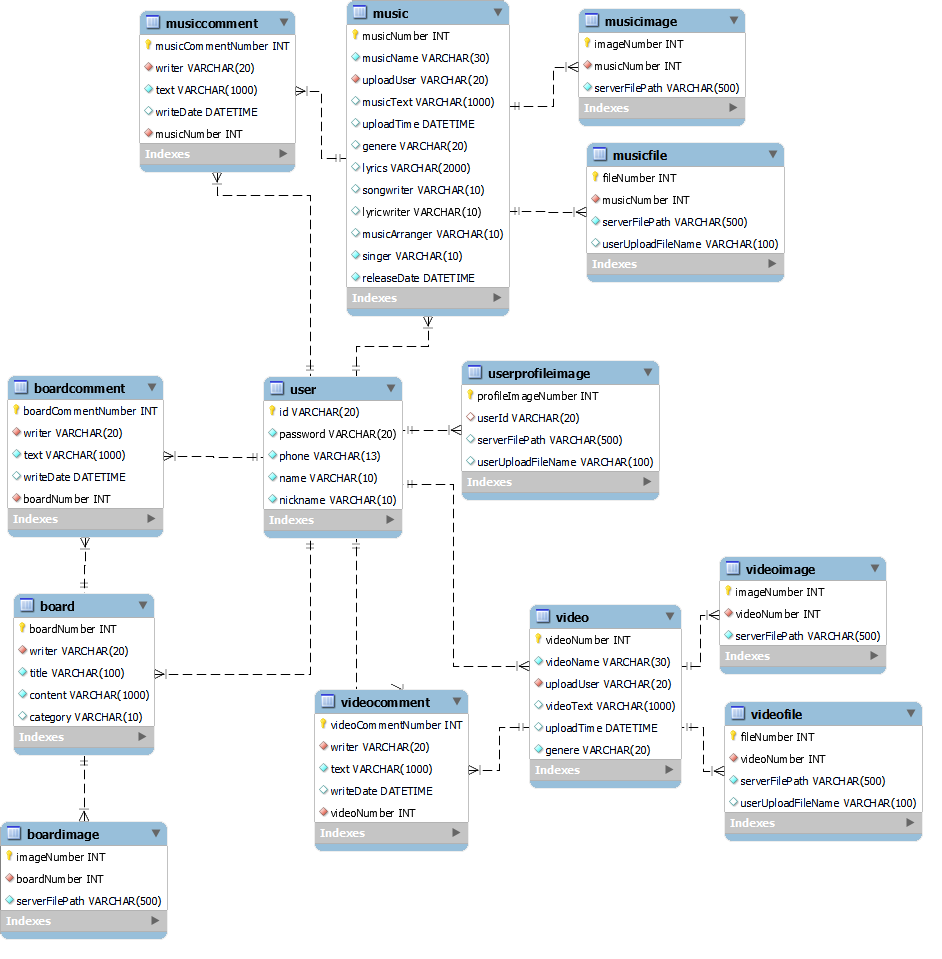 musiccomment
musicCommentNumber INT
writer VARCHAR(20)
text VARCHAR(1000)
writeDate DATETIME
musicNumber INT
Indexes
music
musicNumber INT
musicName VARCHAR(30)
uploadUser VARCHAR(20)
musicText VARCHAR(1000)
uploadTime DATETIME
genere VARCHAR(20)
lyrics VARCHAR(2000)
songwriter VARCHAR(10)
lyricwriter VARCHAR(10)
musicArranger VARCHAR(10)
singer VARCHAR(10)
releaseDate DATETIME
Indexes
musicimage
imageNumber INT
musicNumber INT
serverFilePath VARCHAR(500)
Indexes
musicfile
fileNumber INT
musicNumber INT
serverFilePath VARCHAR(500)
userUploadFileName VARCHAR(100)
Indexes
boardcomment
boardCommentNumber INT
writer VARCHAR(20)
text VARCHAR(1000)
writeDate DATETIME
boardNumber INT
Indexes
user
id VARCHAR(20)
password VARCHAR(20)
phone VARCHAR(13)
name VARCHAR(10)
nickname VARCHAR(10)
Indexes
userprofileimage
profileImageNumber INT
userId VARCHAR(20)
serverFilePath VARCHAR(500)
userUploadFileName VARCHAR(100)
Indexes
board
boardNumber INT
writer VARCHAR(20)
title VARCHAR(100)
content VARCHAR(1000)
category VARCHAR(10)
Indexes
video
videoNumber INT
videoName VARCHAR(30)
uploadUser VARCHAR(20)
videoText VARCHAR(1000)
uploadTime DATETIME
genere VARCHAR(20)
Indexes
videoimage
imageNumber INT
videoNumber INT
serverFilePath VARCHAR(500)
Indexes
videocomment
videoCommentNumber INT
writer VARCHAR(20)
text VARCHAR(1000)
writeDate DATETIME
videoNumber INT
Indexes
videofile
fileNumber INT
videoNumber INT
serverFilePath VARCHAR(500)
userUploadFileName VARCHAR(100)
Indexes
boardimage
imageNumber INT
boardNumber INT
serverFilePath VARCHAR(500)
Indexes